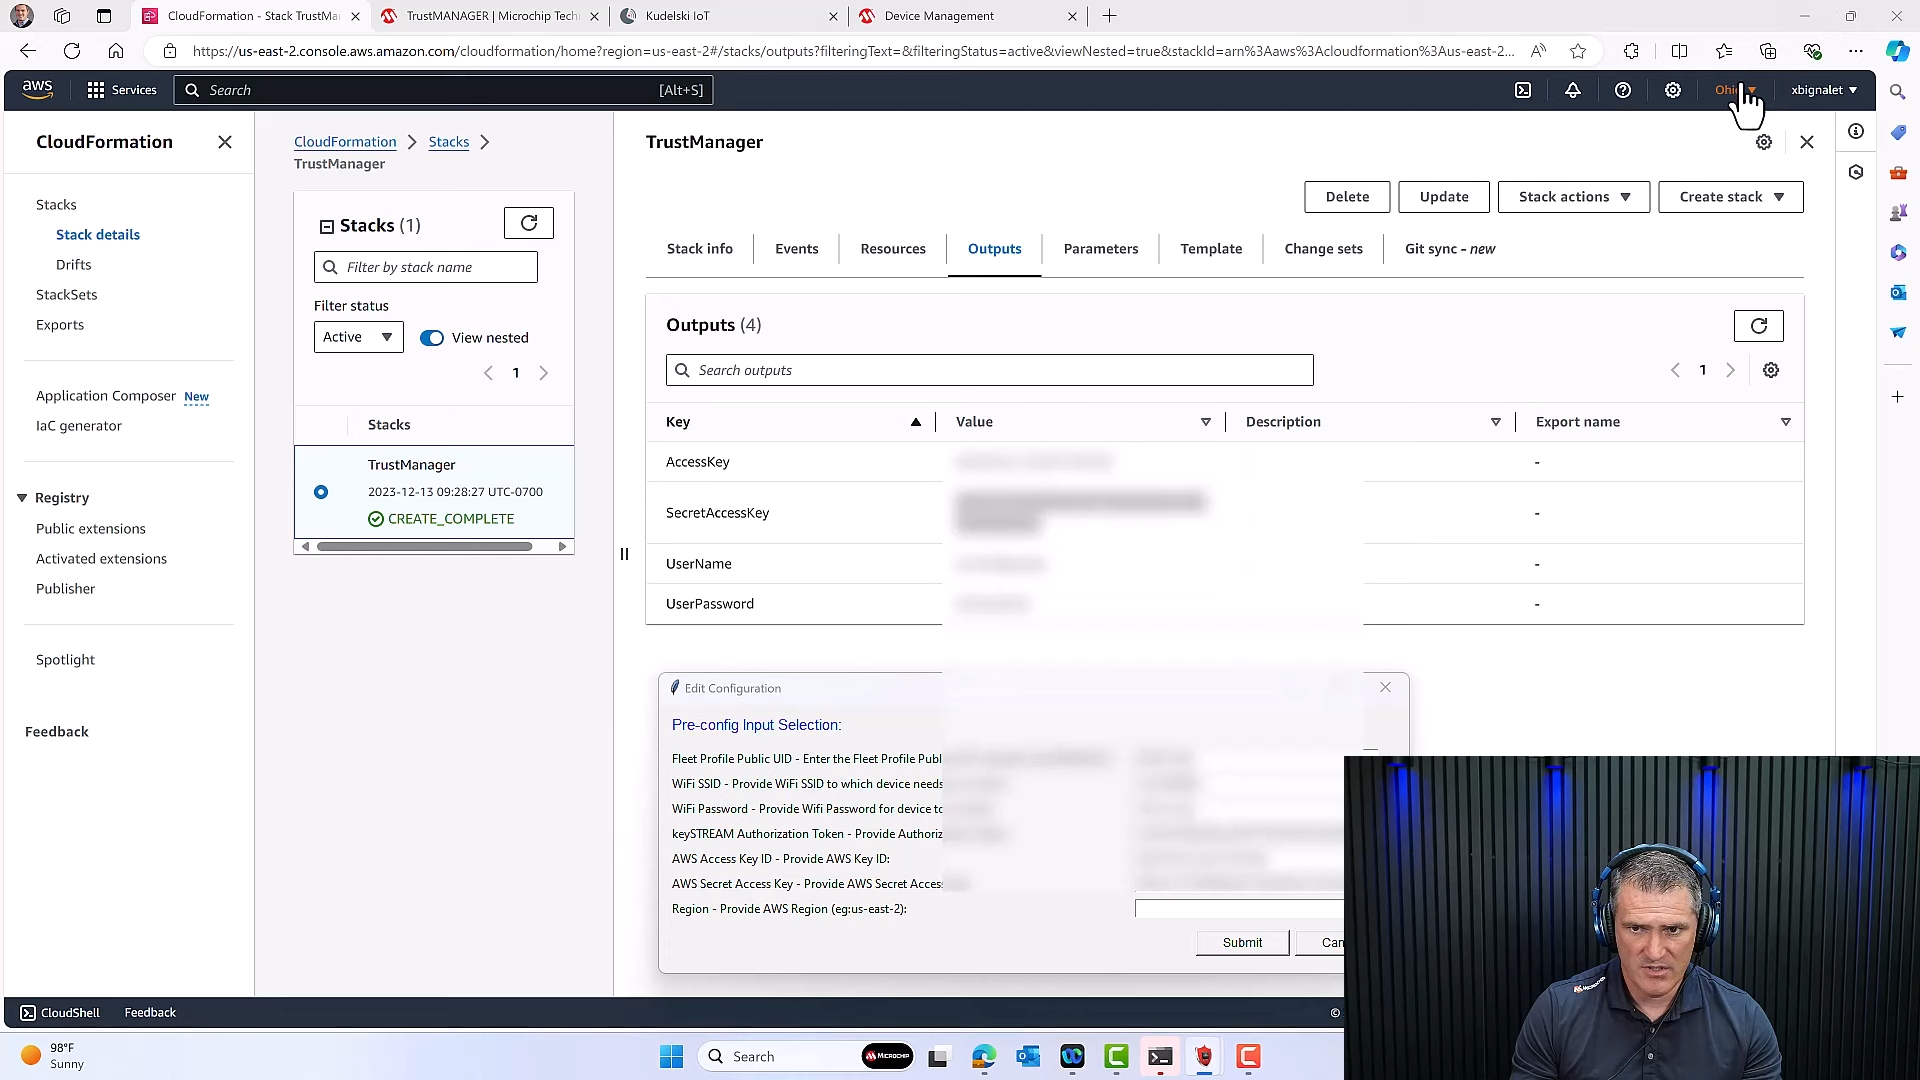 CloudFormation - Stack TrustMa
TrustMANAGER | Microchip Tech
Kudelski IoT
Device Management
https://us-east-2.console.aws.amazon.com/cloudformation/home?region=us-east-2#/stacks/outputs?filteringText=&filteringStatus=active&viewNested=true&stackId=arn%3Aaws%3Acloudformation%3Aus-east-2...
aws
Services
Search
[Alt+S]
xbignalet
CloudFormation
Stacks
Stack details
Drifts
StackSets
Exports
Application Composer New
IaC generator
Registry
Public extensions
Activated extensions
Publisher
Spotlight
Feedback
CloudFormation
Stacks
TrustManager
Stacks (1)
Filter by stack name
Filter status
Active
View nested
1
Stacks
TrustManager
2023-12-13 09:28:27 UTC-0700
CREATE_COMPLETE
TrustManager
Delete
Update
Stack actions
Create stack
Stack info
Events
Resources
Outputs
Parameters
Template
Change sets
Git sync - new
Outputs (4)
Search outputs
1
Key
Value
Description
Export name
AccessKey
-
SecretAccessKey
-
UserName
-
UserPassword
-
Edit Configuration
Pre-config Input Selection:
Fleet Profile Public UID - Enter the Fleet Profile Publ
WiFi SSID - Provide WiFi SSID to which device needs
WiFi Password - Provide Wifi Password for device to
keySTREAM Authorization Token - Provide Authoriz
AWS Access Key ID - Provide AWS Key ID:
AWS Secret Access Key - Provide AWS Secret Access
Region - Provide AWS Region (eg:us-east-2):
Submit
Can
MICROCHIP
CloudShell
Feedback
©
98°F
Sunny
Search
MICROCHIP